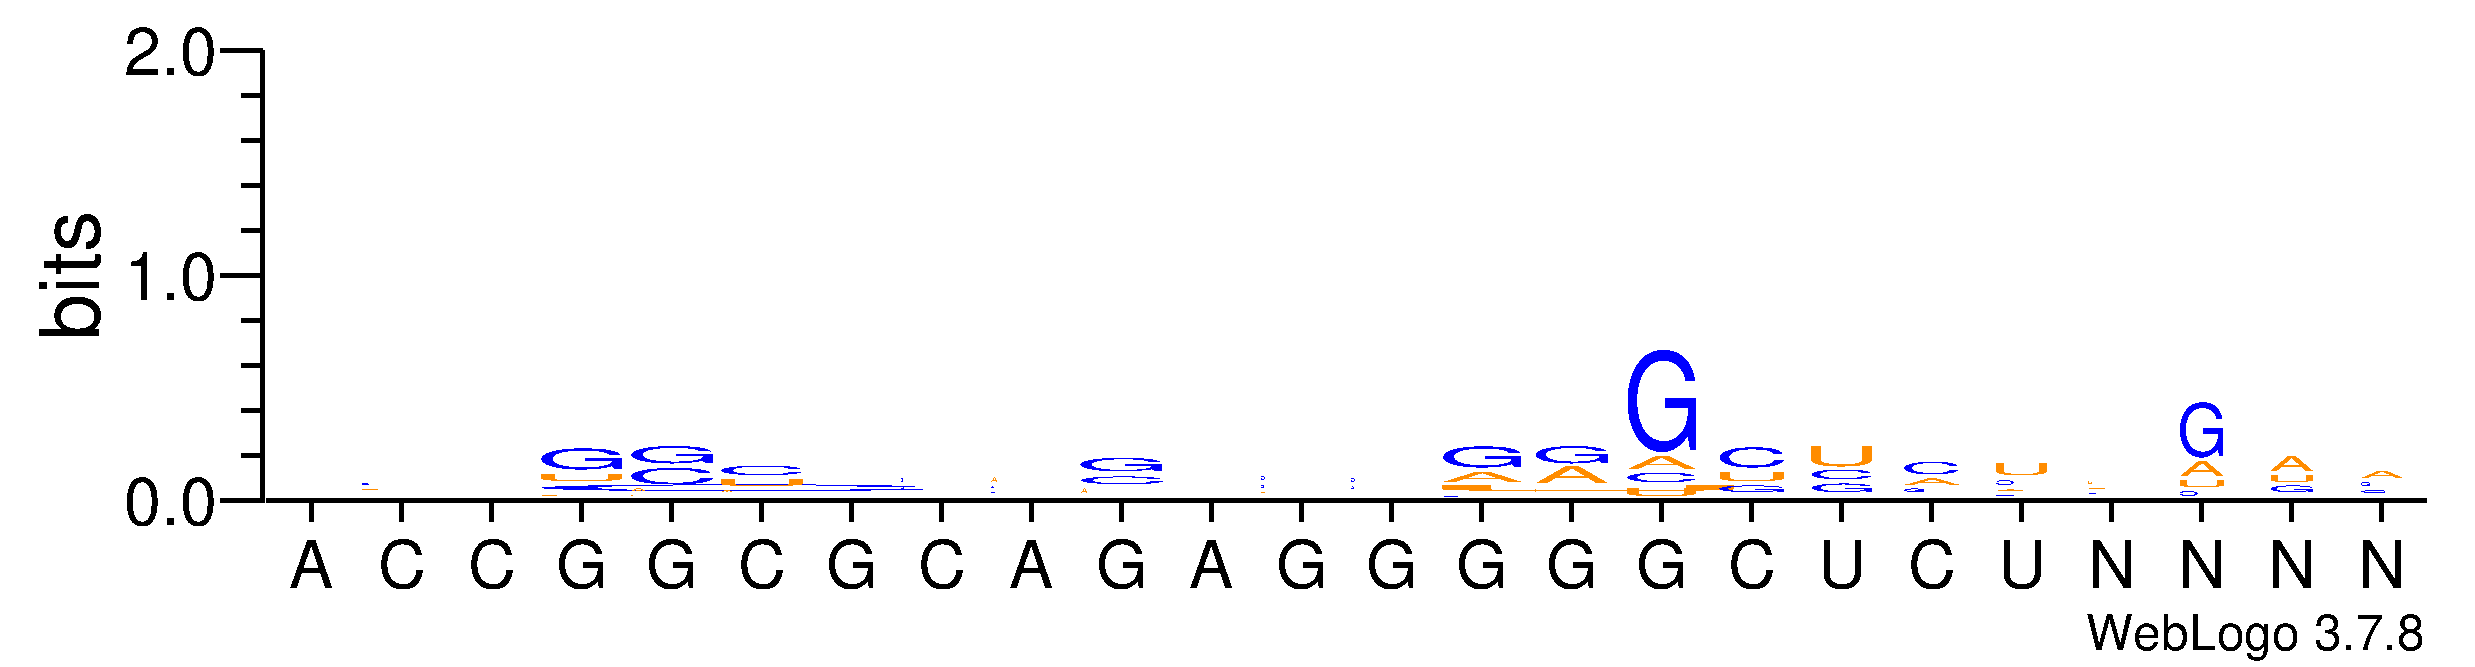 2.0
bits
1.0
0.0
G
G G C G G G G C U C U G A A
U C U C A A A U C A A U
A C G G U G
A C C G G C G C A G A G G G G G C U C U N N N N
WebLogo 3.7.8